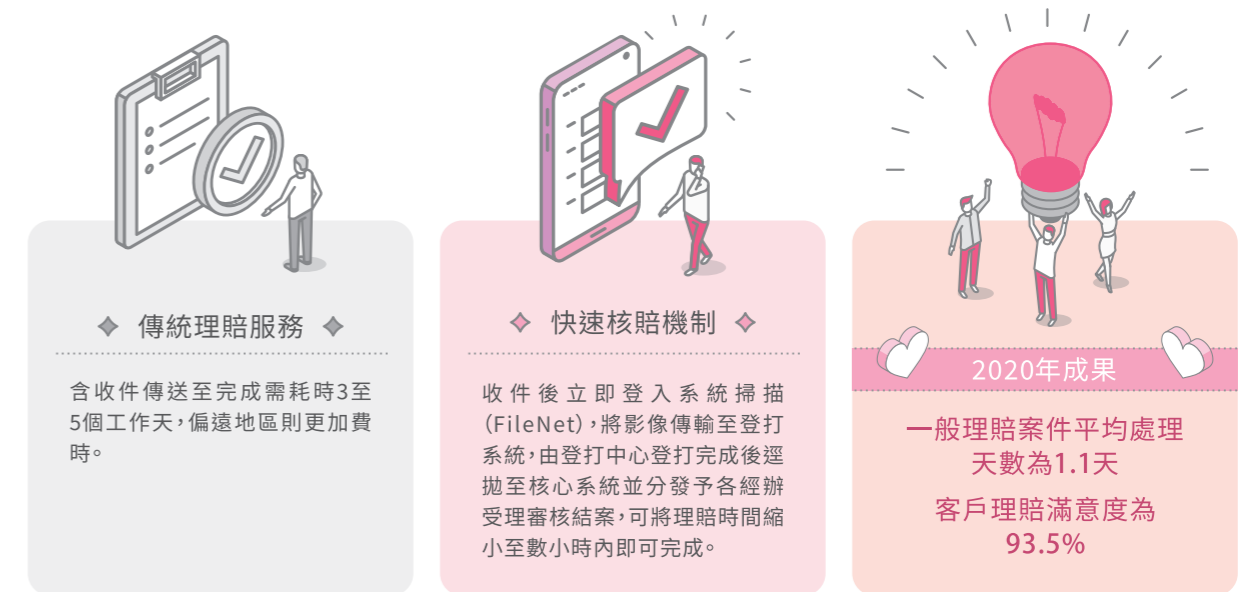 傳統理賠服務
含收件傳送至完成需耗時3至
5個工作天，偏遠地區則更加費
時。
快速核賠機制
收件後立即登入系統掃描
(FileNet)，將影像傳輸至登打
系統，由登打中心登打完成後逕
拋至核心系統並分發予各經辦
受理審核結案，可將理賠時間縮
小至數小時內即可完成。
2020年成果
一般理賠案件平均處理
天數為1.1天
客戶理賠滿意度為
93.5%